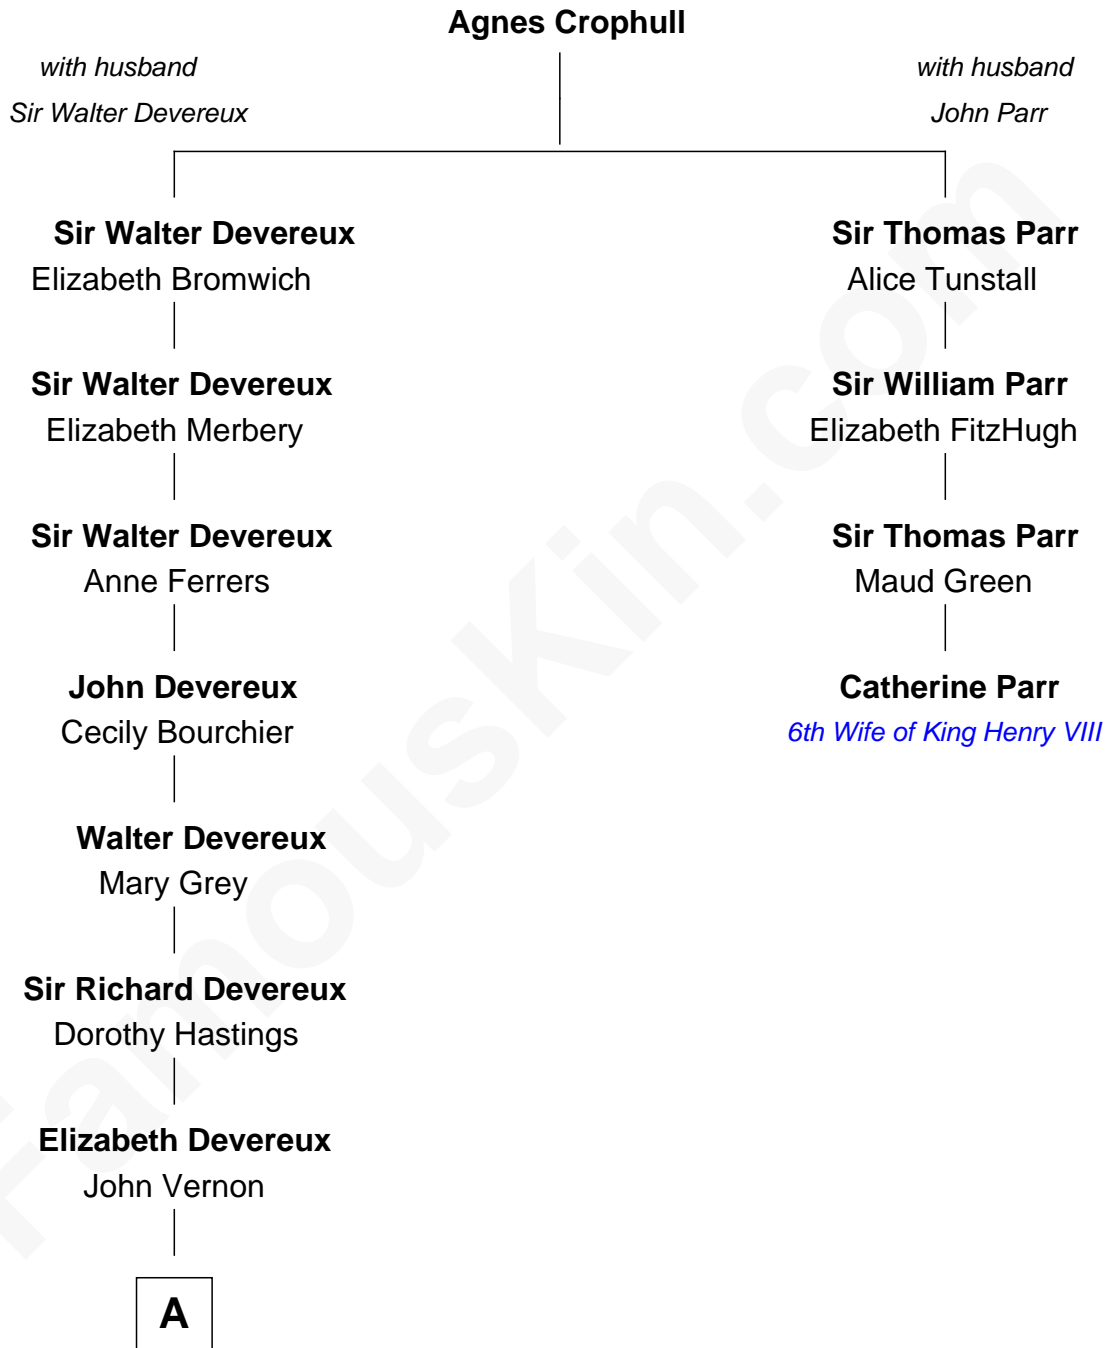 Agnes Crophull
with husband
Sir Walter Devereux
with husband
John Parr
Sir Walter Devereux
Elizabeth Bromwich
Sir Thomas Parr
Alice Tunstall
Sir Walter Devereux
Elizabeth Merbery
Sir William Parr
Elizabeth FitzHugh
Sir Walter Devereux
Anne Ferrers
Sir Thomas Parr
Maud Green
John Devereux
Cecily Bourchier
Catherine Parr
6th Wife of King Henry VIII
Walter Devereux
Mary Grey
Sir Richard Devereux
Dorothy Hastings
Elizabeth Devereux
John Vernon
A
FamousKin.com